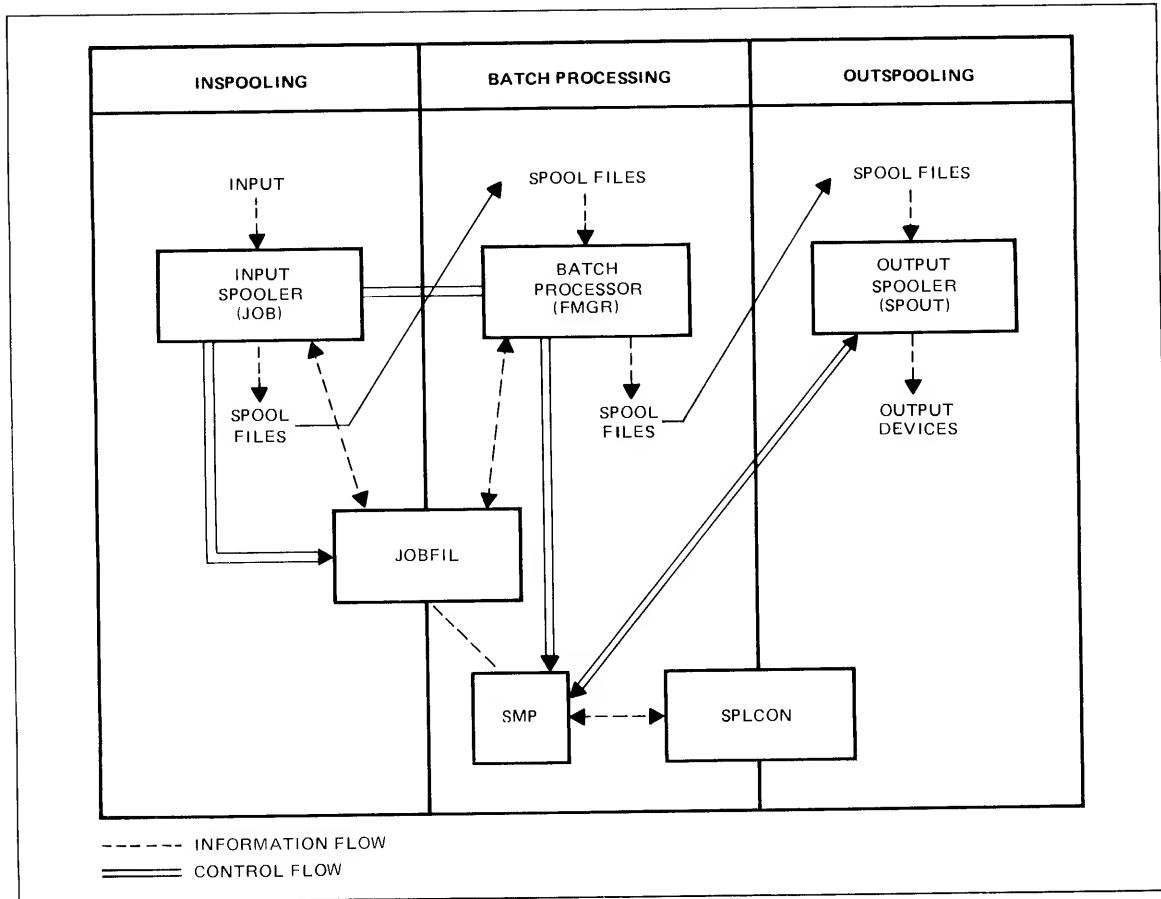 INSPOOLING
BATCH PROCESSING
OUTSPOOLING
INPUT
SPOOL FILES
SPOOL FILES
INPUT
SPOOLER
(JOB)
BATCH
PROCESSOR
(FMGR)
OUTPUT
SPOOLER
(SPOUT)
SPOOL
FILES
SPOOL
FILES
OUTPUT
DEVICES
JOBFIL
SMP
SPLCON
INFORMATION FLOW
CONTROL FLOW